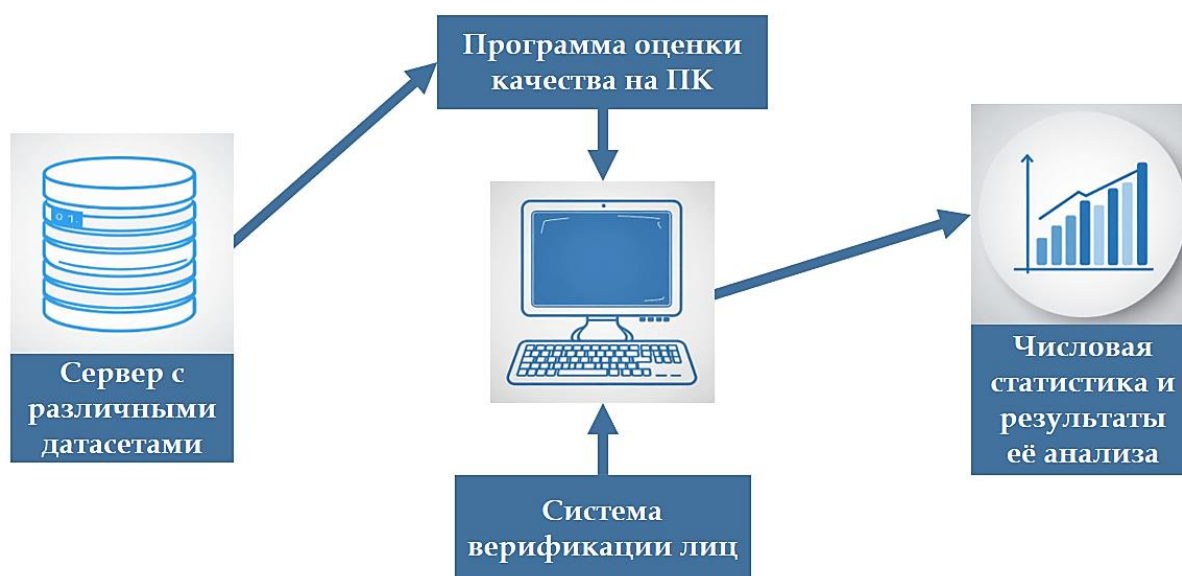 Программа оценки
качества на ПК
Сервер с
различными
датасетами
Числовая
статистика и
результаты
её анализа
Система
верификации лиц